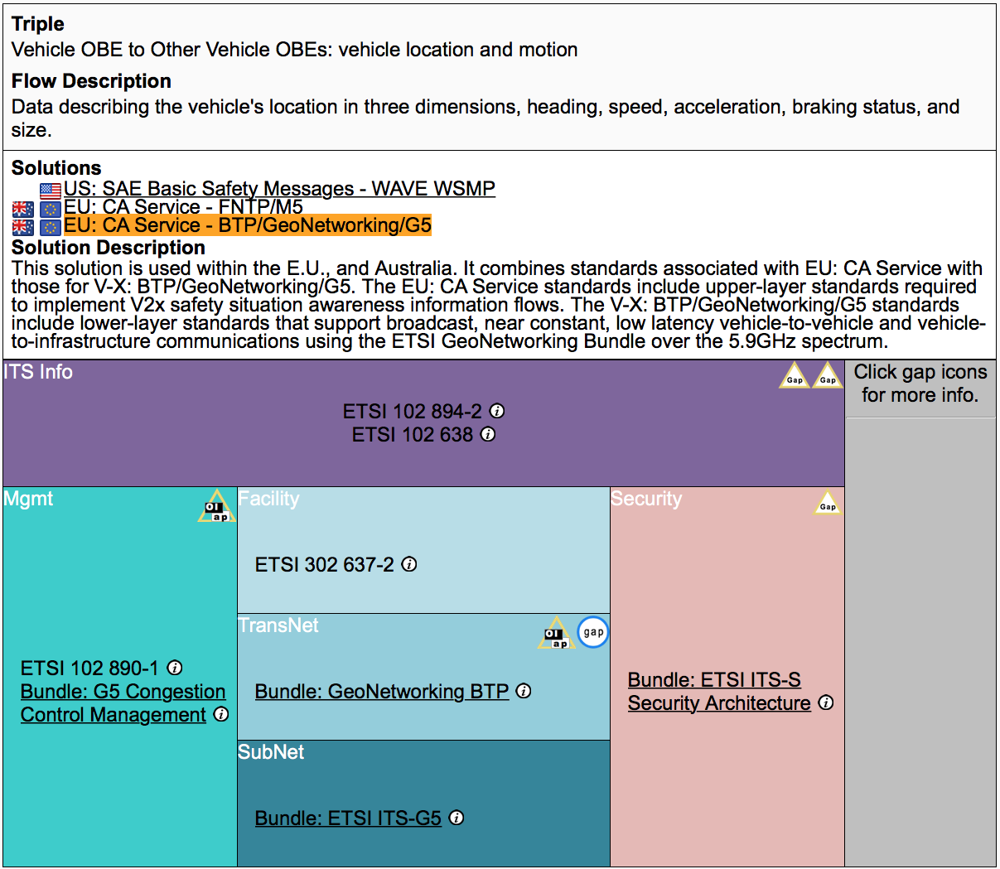 Triple
Vehicle OBE to Other Vehicle OBEs: vehicle location and motion
Flow Description
Data describing the vehicle's location in three dimensions, heading, speed, acceleration, braking status, and
size.
Solutions
US: SAE Basic Safety Messages - WAVE WSMP
EU: CA Service - FNTP/M5
EU: CA Service - BTP/GeoNetworking/G5
Solution Description
This solution is used within the E.U., and Australia. It combines standards associated with EU: CA Service with
those for V-X: BTP/GeoNetworking/G5. The EU: CA Service standards include upper-layer standards required
to implement V2x safety situation awareness information flows. The V-X: BTP/GeoNetworking/G5 standards
include lower-layer standards that support broadcast, near constant, low latency vehicle-to-vehicle and vehicle-
to-infrastructure communications using the ETSI GeoNetworking Bundle over the 5.9GHz spectrum.
ITS Info
Gap
Gap
Click gap icons
for more info.
ETSI 102 894-2 i
ETSI 102 638 i
Mgmt
OI
ap
Facility
Security
Gap
ETSI 302 637-2 i
TransNet
OI
ap
gap
ETSI 102 890-1 i
Bundle: G5 Congestion
Control Management i
Bundle: GeoNetworking BTP i
Bundle: ETSI ITS-S
Security Architecture i
SubNet
Bundle: ETSI ITS-G5 i